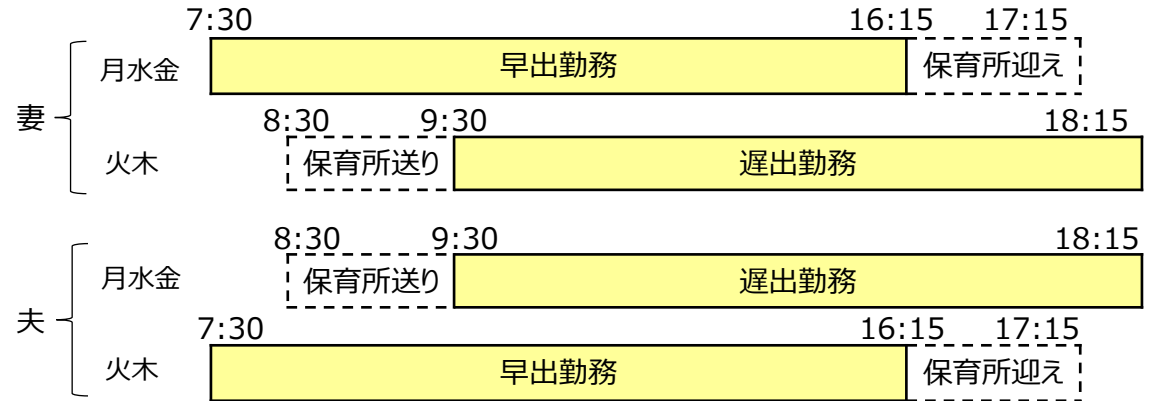 7:30 16:15 17:15
月水金 早出勤務 保育所迎え
妻
8:30 9:30 18:15
火木 保育所送り 遅出勤務
8:30 9:30 18:15
月水金 保育所送り 遅出勤務
夫
7:30 16:15 17:15
火木 早出勤務 保育所迎え